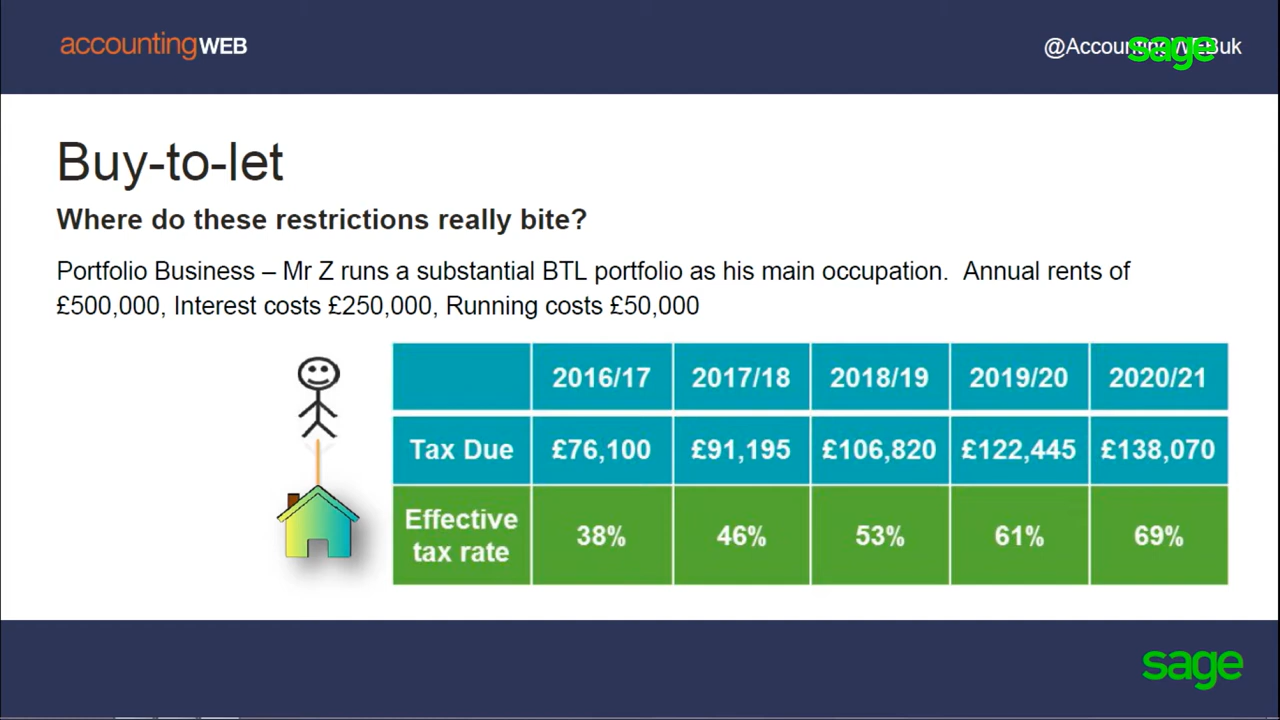 accountingWEB
@AccountingWEBuk
sage
Buy-to-let
Where do these restrictions really bite?
Portfolio Business – Mr Z runs a substantial BTL portfolio as his main occupation. Annual rents of
£500,000, Interest costs £250,000, Running costs £50,000
2016/17 2017/18 2018/19 2019/20 2020/21
Tax Due £76,100 £91,195 £106,820 £122,445 £138,070
Effective
tax rate 38% 46% 53% 61% 69%
sage